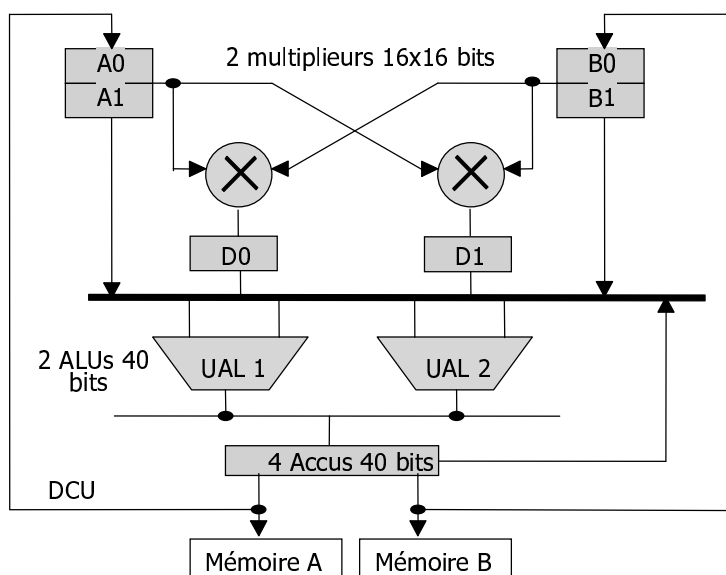 A0
A1
2 multiplieurs 16x16 bits
B0
B1
D0
D1
2 ALUs 40
bits
UAL 1
UAL 2
4 Accus 40 bits
DCU
Mémoire A
Mémoire B